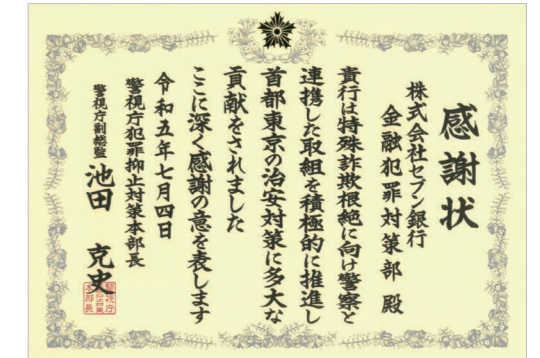 感謝状
株式会社セブン銀行
金融犯罪対策部 殿
貴行は特殊詐欺根絶に向け警察と
連携した取組を積極的に推進し
首都東京の治安対策に多大な
貢献をされました
ここに深く感謝の意を表します
令和五年七月四日
警視庁犯罪抑止対策本部長
警視庁副総監 池田 克史